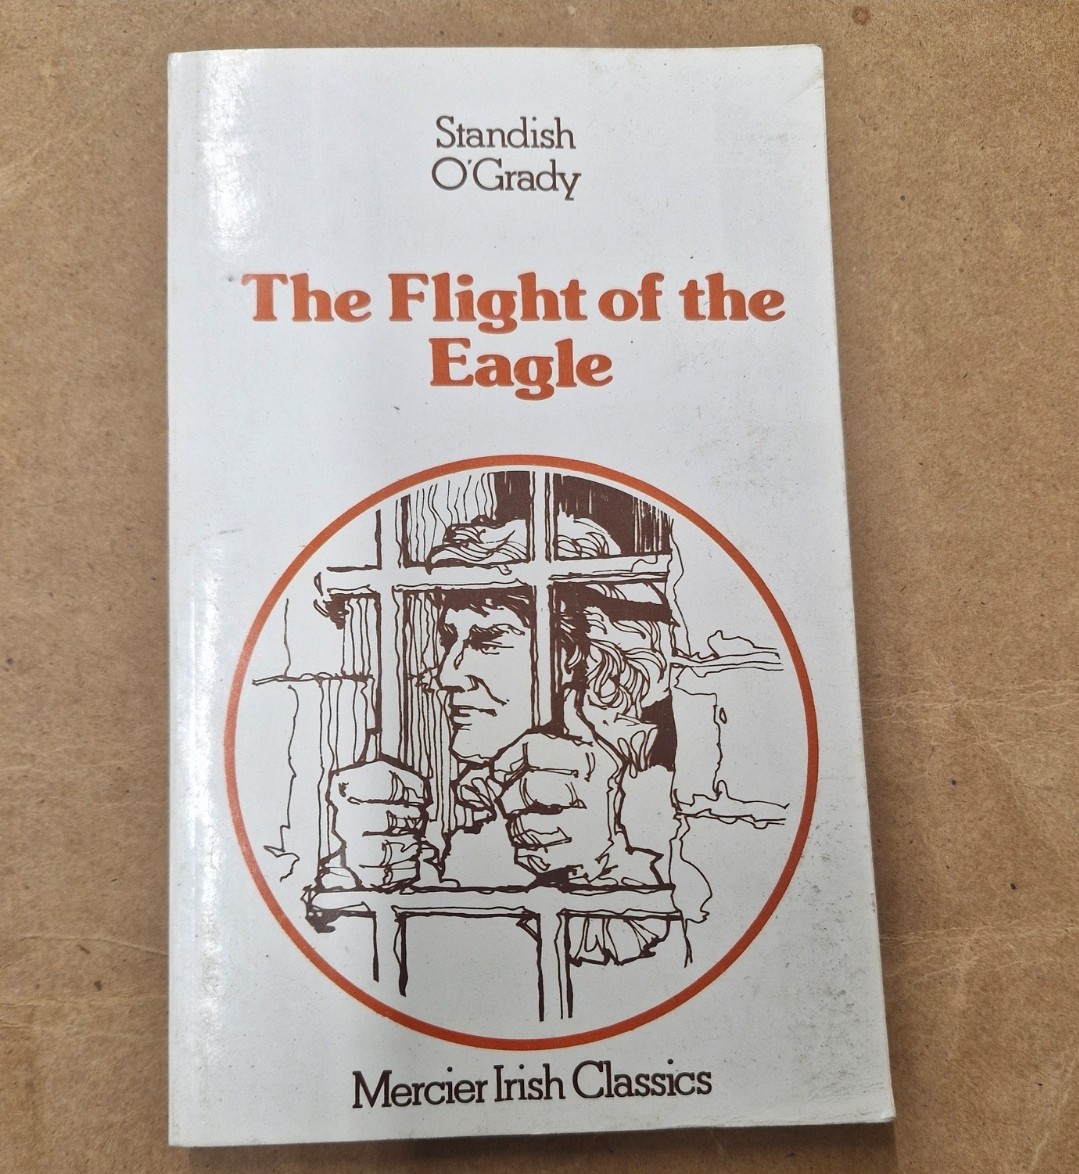 Standish
O'Grady
The Flight of the
Eagle
Mercier Irish Classics